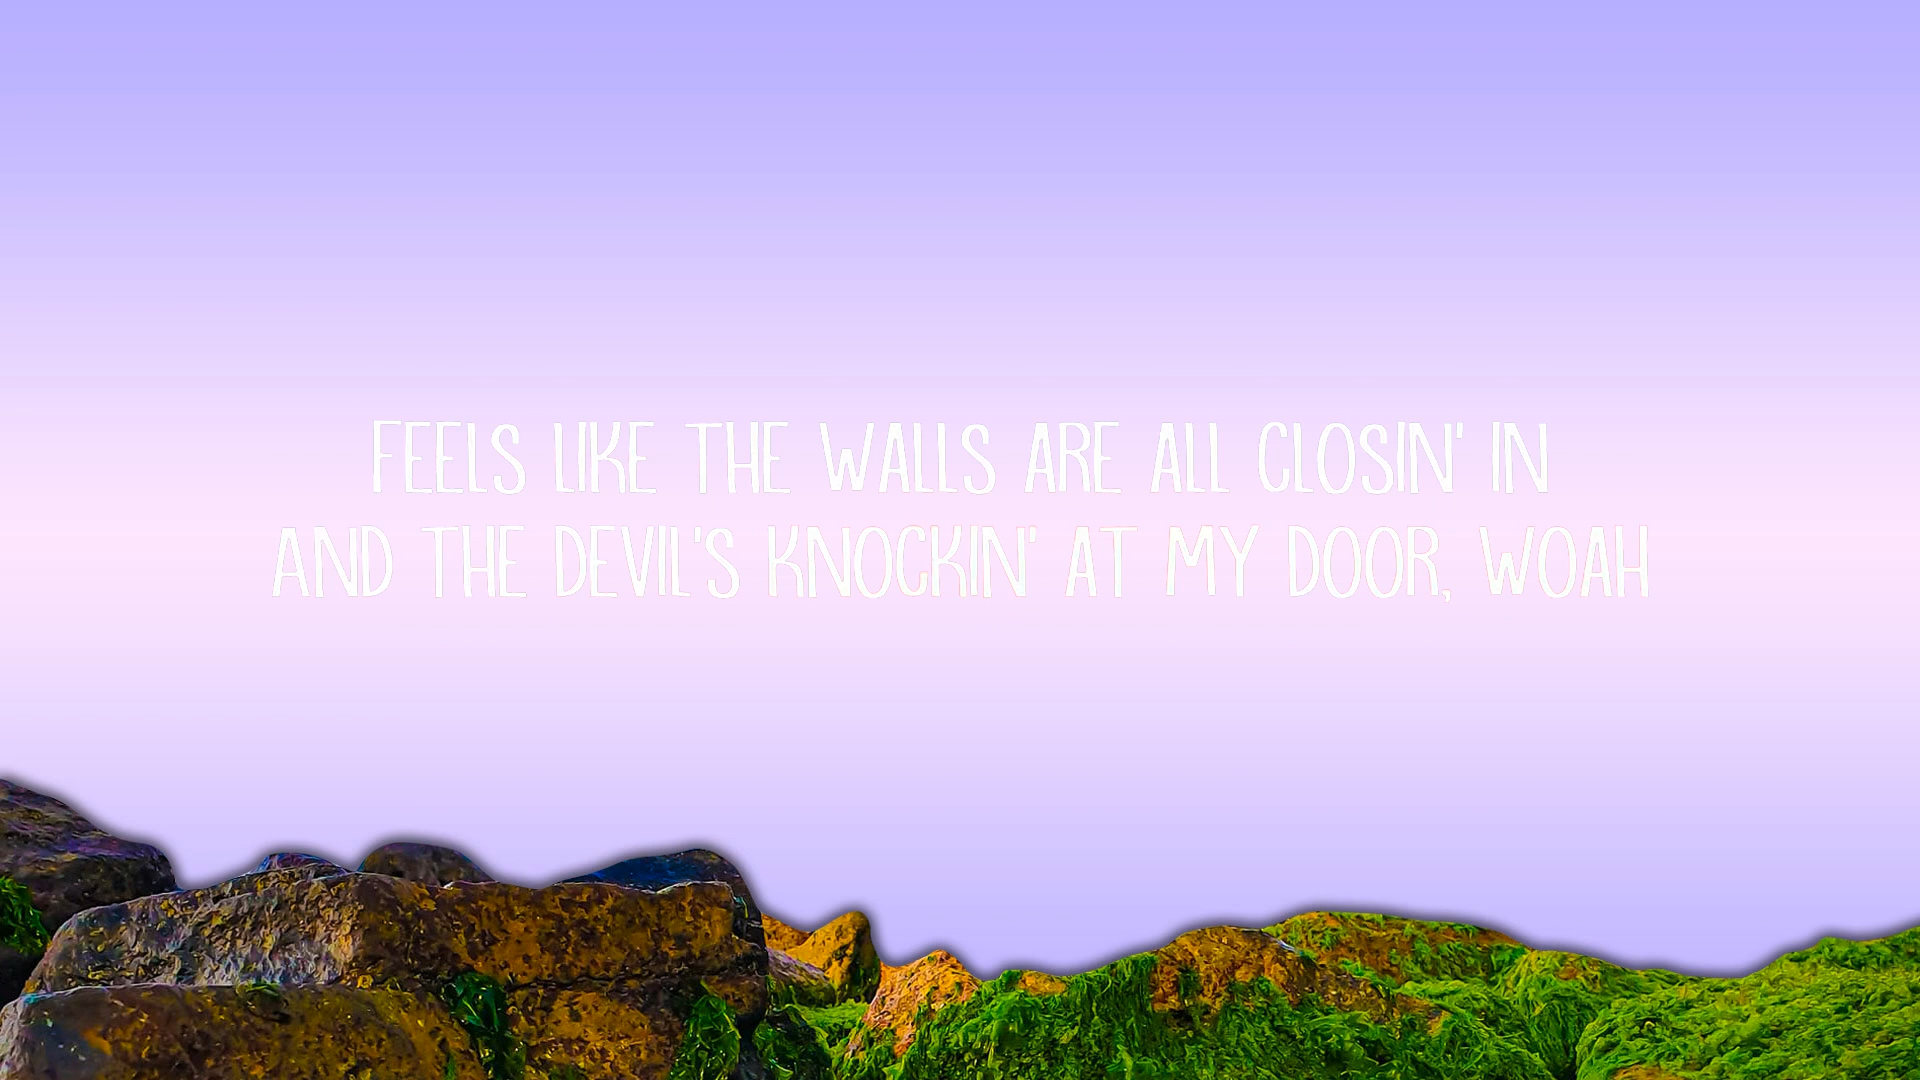 FEELS LIKE THE WALLS ARE ALL CLOSIN' IN
AND THE DEVIL'S KNOCKIN' AT MY DOOR, WOAH